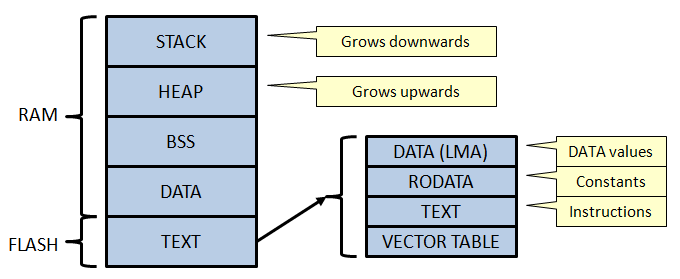 STACK
Grows downwards
HEAP
Grows upwards
RAM
BSS
DATA
FLASH
TEXT
DATA (LMA)
DATA values
RODATA
Constants
TEXT
Instructions
VECTOR TABLE